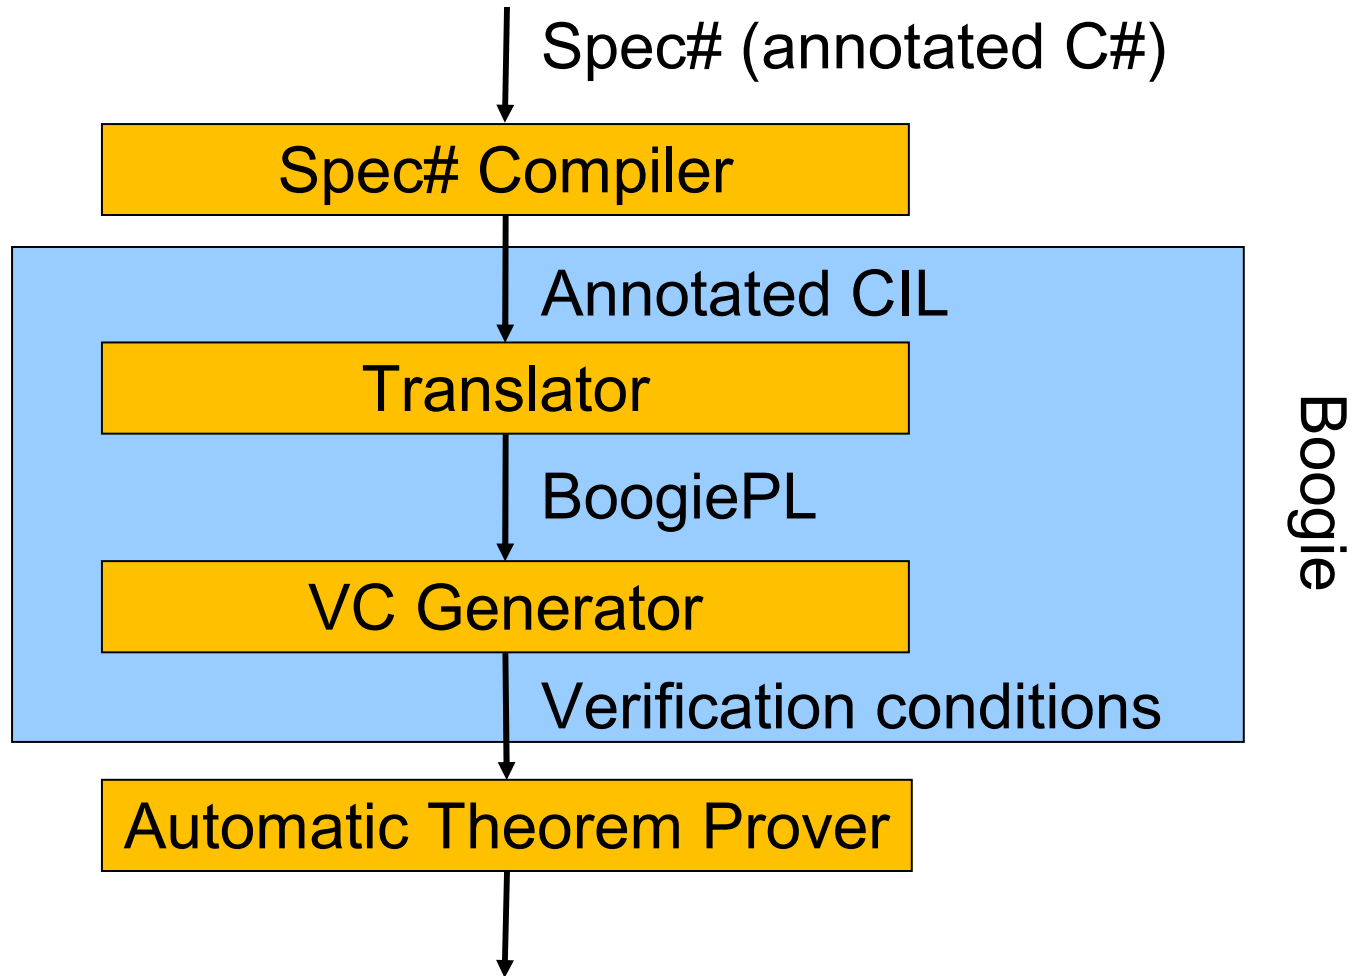 Spec# (annotated C#)
Spec# Compiler
Annotated CIL
Translator
BoogiePL
VC Generator
Verification conditions
Automatic Theorem Prover
Boogie